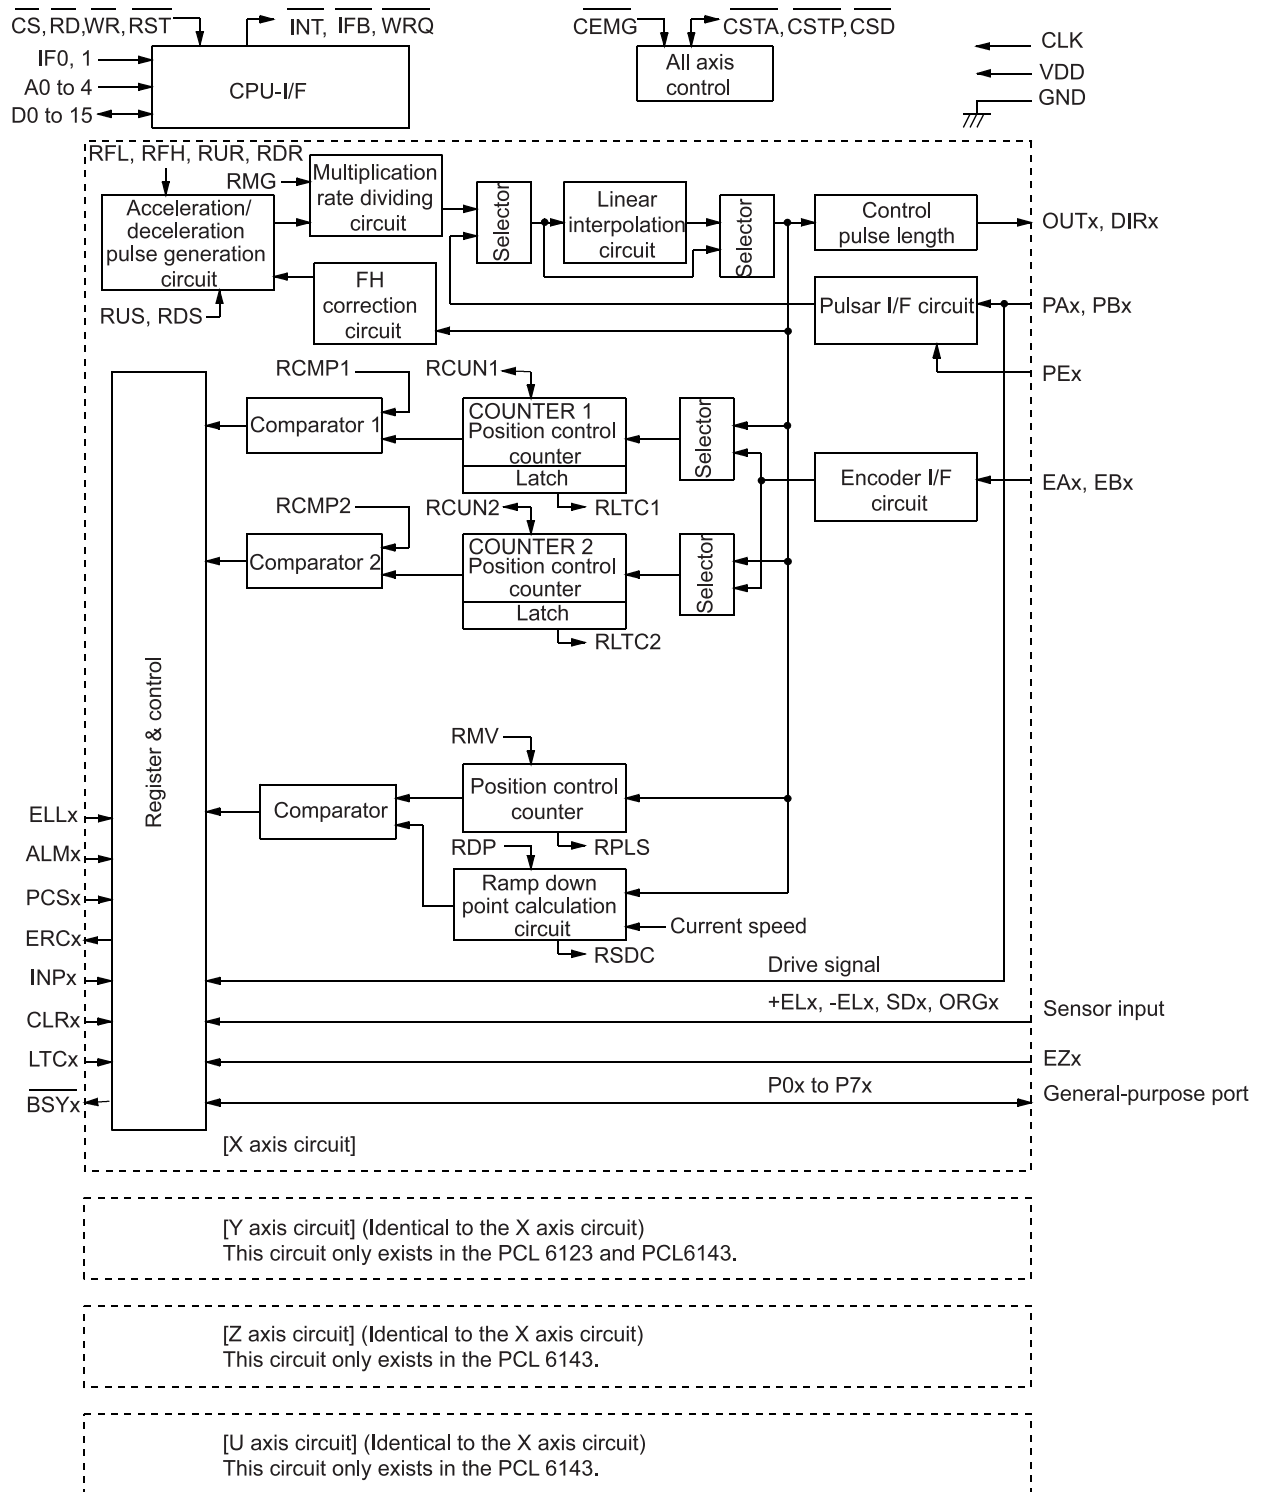 CS, RD,WR, RST
INT, IFB, WRQ
CEMG
CSTA, CSTP, CSD
IF0, 1
A0 to 4
D0 to 15
CPU-I/F
All axis
control
CLK
VDD
GND
RFL, RFH, RUR, RDR
RMG
Multiplication
rate dividing
circuit
Acceleration/
deceleration
pulse generation
circuit
RUS, RDS
FH
correction
circuit
Selector
Linear
interpolation
circuit
Selector
Control
pulse length
OUTx, DIRx
Pulsar I/F circuit
PAx, PBx
PEx
RCMP1
RCUN1
Comparator 1
COUNTER 1
Position control
counter
Latch
RLTC1
Selector
Encoder I/F
circuit
EAx, EBx
RCMP2
RCUN2
Comparator 2
COUNTER 2
Position control
counter
Latch
RLTC2
Selector
Register & control
RMV
Position control
counter
Comparator
RPLS
RDP
Ramp down
point calculation
circuit
Current speed
RSDC
ELLx
ALMx
PCSx
ERCx
INPx
CLRx
LTCx
BSYx
Drive signal
+ELx, -ELx, SDx, ORGx
Sensor input
EZx
P0x to P7x
General-purpose port
[X axis circuit]
[Y axis circuit] (Identical to the X axis circuit)
This circuit only exists in the PCL 6123 and PCL6143.
[Z axis circuit] (Identical to the X axis circuit)
This circuit only exists in the PCL 6143.
[U axis circuit] (Identical to the X axis circuit)
This circuit only exists in the PCL 6143.